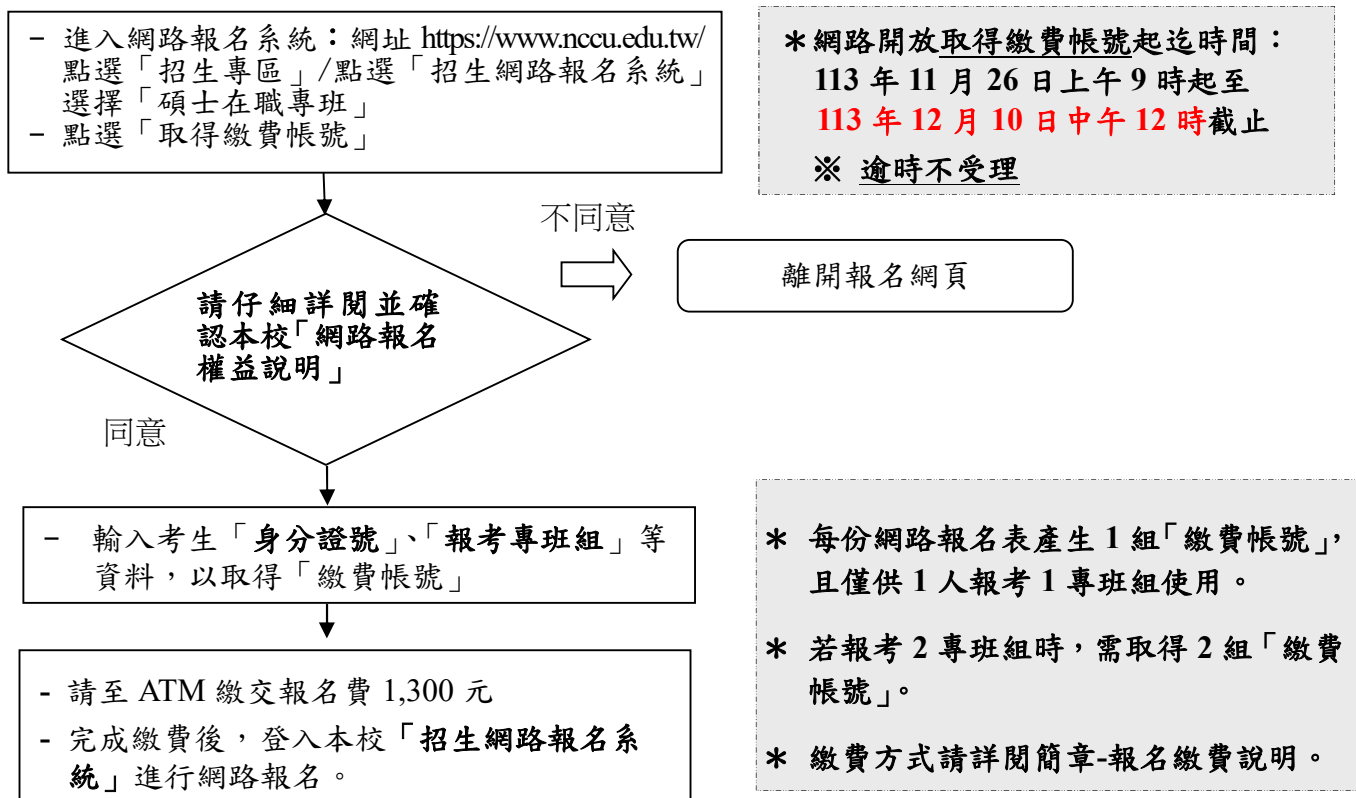 - 進入網路報名系統：網址 https://www.nccu.edu.tw/
點選「招生專區」/點選「招生網路報名系統」
選擇「碩士在職專班」
- 點選「取得繳費帳號」
＊網路開放取得繳費帳號起迄時間：
113 年 11 月 26 日上午 9 時起至
113 年 12 月 10 日中午 12 時截止
※ 逾時不受理
不同意
離開報名網頁
請仔細詳閱並確
認本校「網路報名
權益說明」
同意
- 輸入考生「身分證號」、「報考專班組」等
資料，以取得「繳費帳號」
- 請至 ATM 繳交報名費 1,300 元
- 完成繳費後，登入本校「招生網路報名系
統」進行網路報名。
＊ 每份網路報名表產生 1 組「繳費帳號」，
且僅供 1 人報考 1 專班組使用。
＊ 若報考 2 專班組時，需取得 2 組「繳費
帳號」。
＊ 繳費方式請詳閱簡章-報名繳費說明。